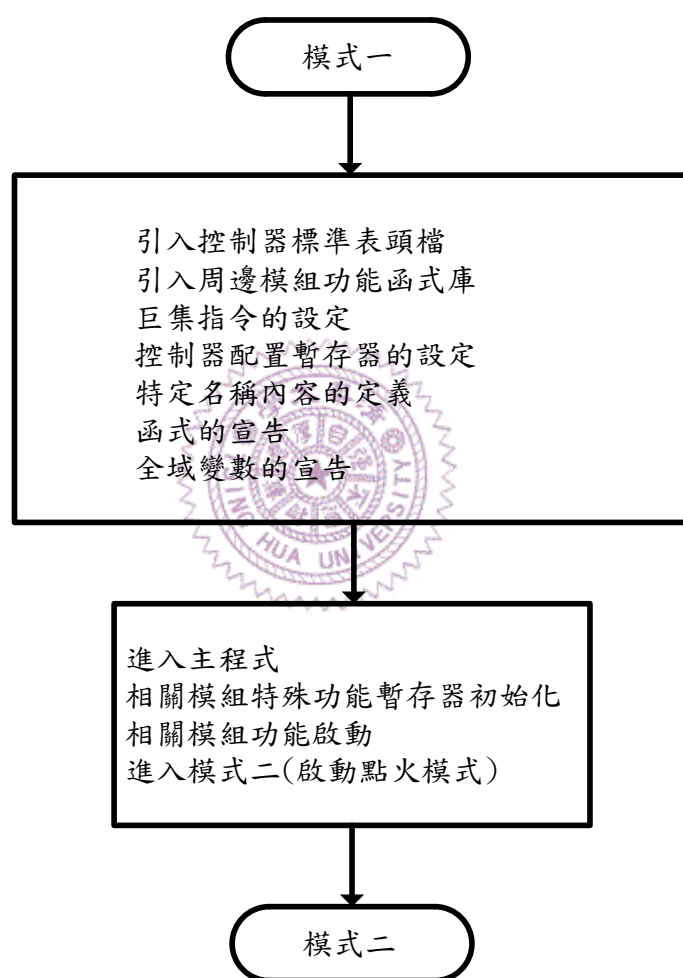 模式一
引入控制器標準表頭檔
引入周邊模組功能函式庫
巨集指令的設定
控制器配置暫存器的設定
特定名稱內容的定義
函式的宣告
全域變數的宣告
進入主程式
相關模組特殊功能暫存器初始化
相關模組功能啟動
進入模式二(啟動點火模式)
模式二